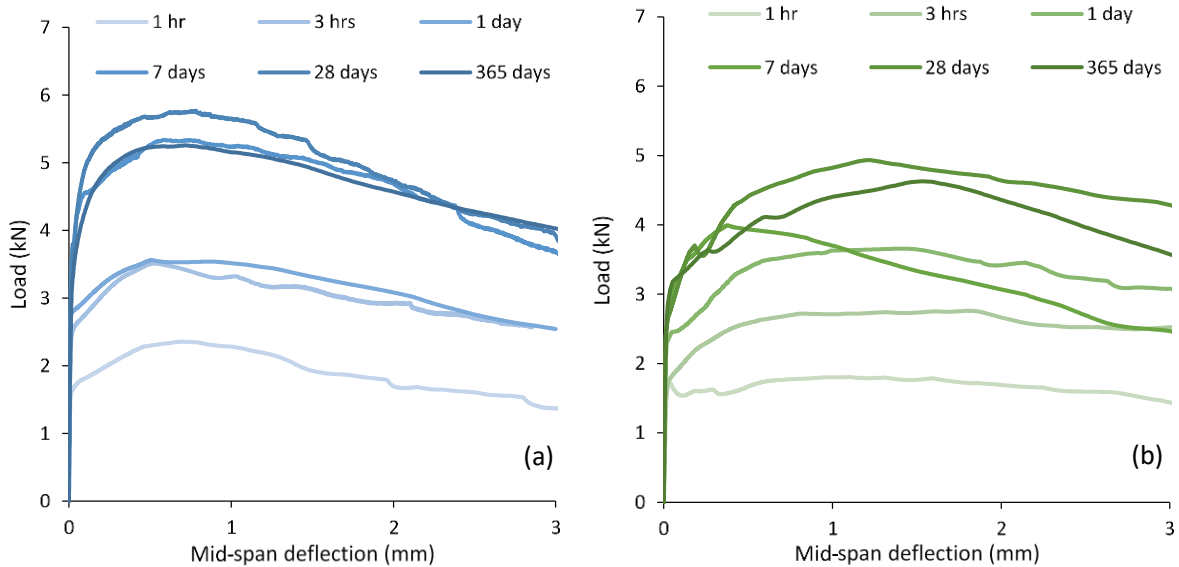 1 hr 3 hrs 1 day
7 days 28 days 365 days
7
6
5
4
3
2
1
0
Load (kN)
0 1 2 3
Mid-span deflection (mm)
(a)
1 hr 3 hrs 1 day
7 days 28 days 365 days
7
6
5
4
3
2
1
0
Load (kN)
0 1 2 3
Mid-span deflection (mm)
(b)